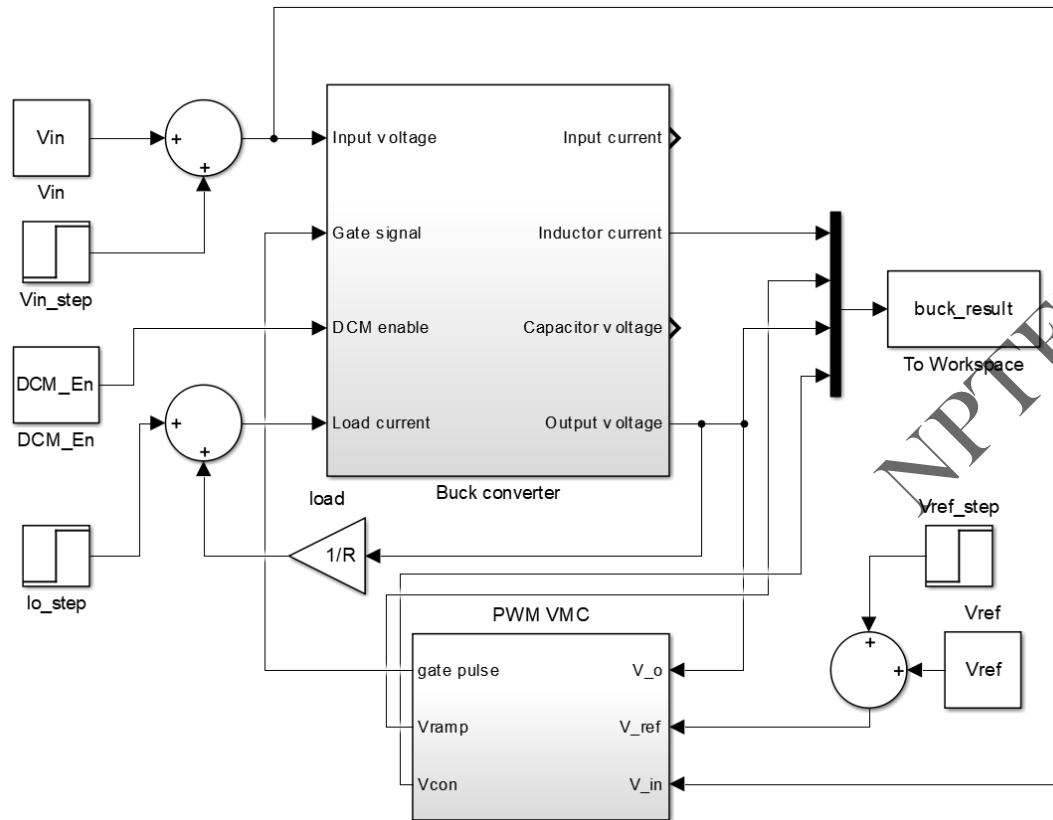 Vin
Vin
Vin_step
DCM_En
DCM_En
Io_step
+
+
+
+
Input voltage
Gate signal
DCM enable
Load current
Input current
Inductor current
Capacitor voltage
Output voltage
Buck converter
load
1/R
buck_result
To Workspace
NPTE
Vref_step
Vref
Vref
+
+
PWM VMC
gate pulse
Vramp
Vcon
V_o
V_ref
V_in